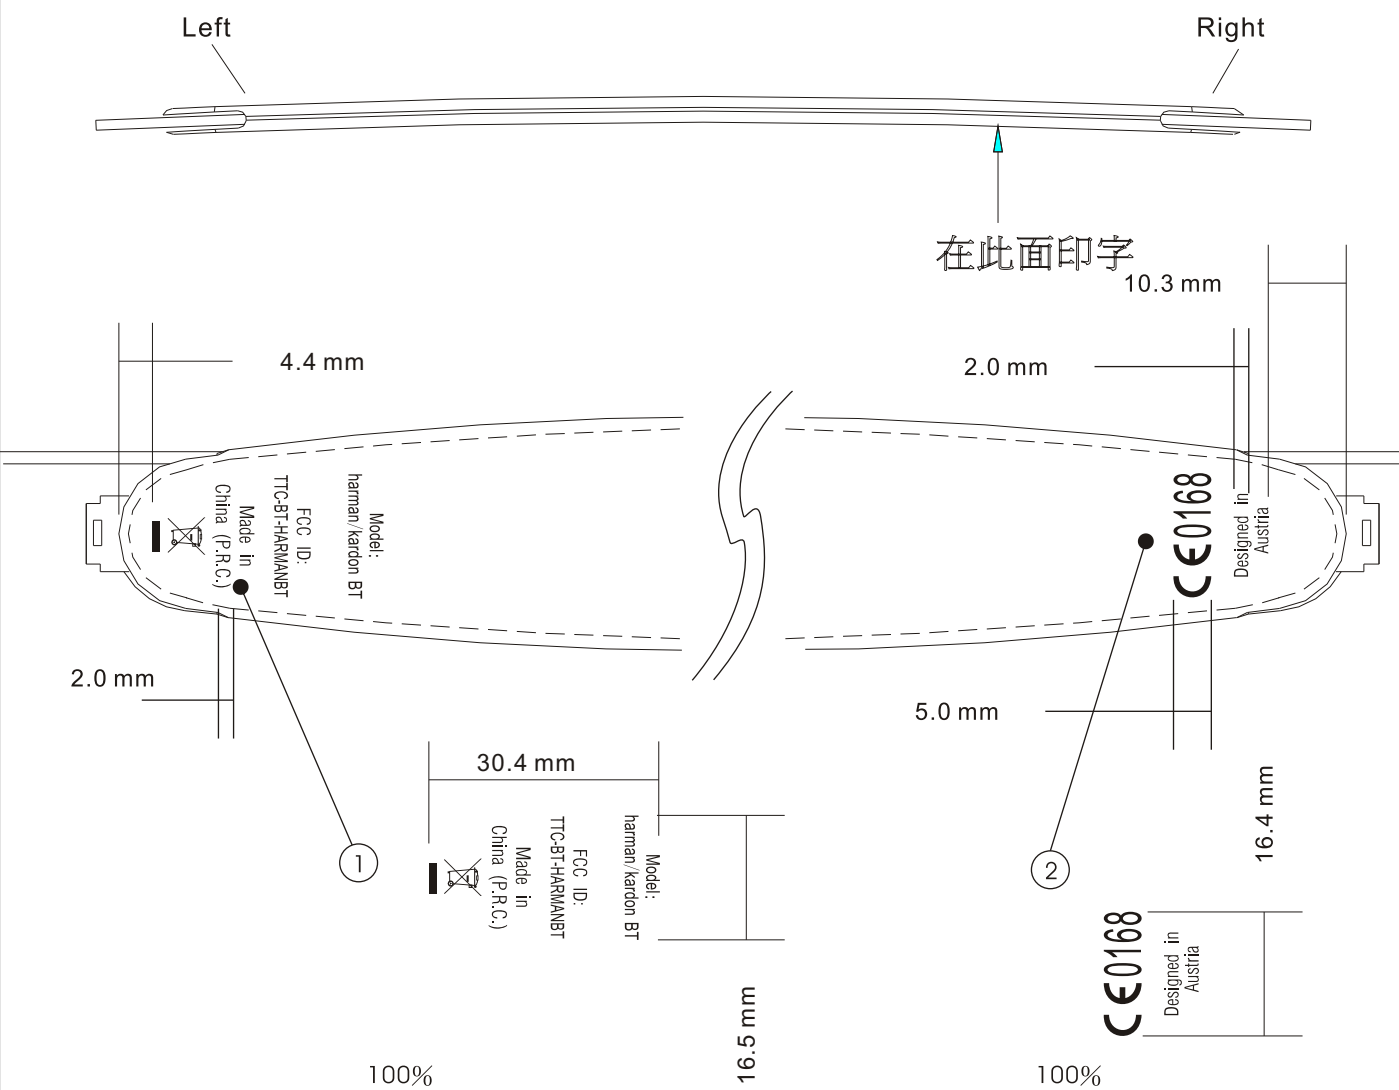 Left
Right
在此面印字
10.3 mm
4.4 mm
2.0 mm
Model:
harman/kardon BT
FCC ID:
TTC-BT-HARMANBT
Made in
China (P.R.C.)
CE0168
Designed in
Austria
2.0 mm
5.0 mm
30.4 mm
16.4 mm
1
2
Model:
harman/kardon BT
FCC ID:
TTC-BT-HARMANBT
Made in
China (P.R.C.)
CE0168
Designed in
Austria
16.5 mm
100%
100%